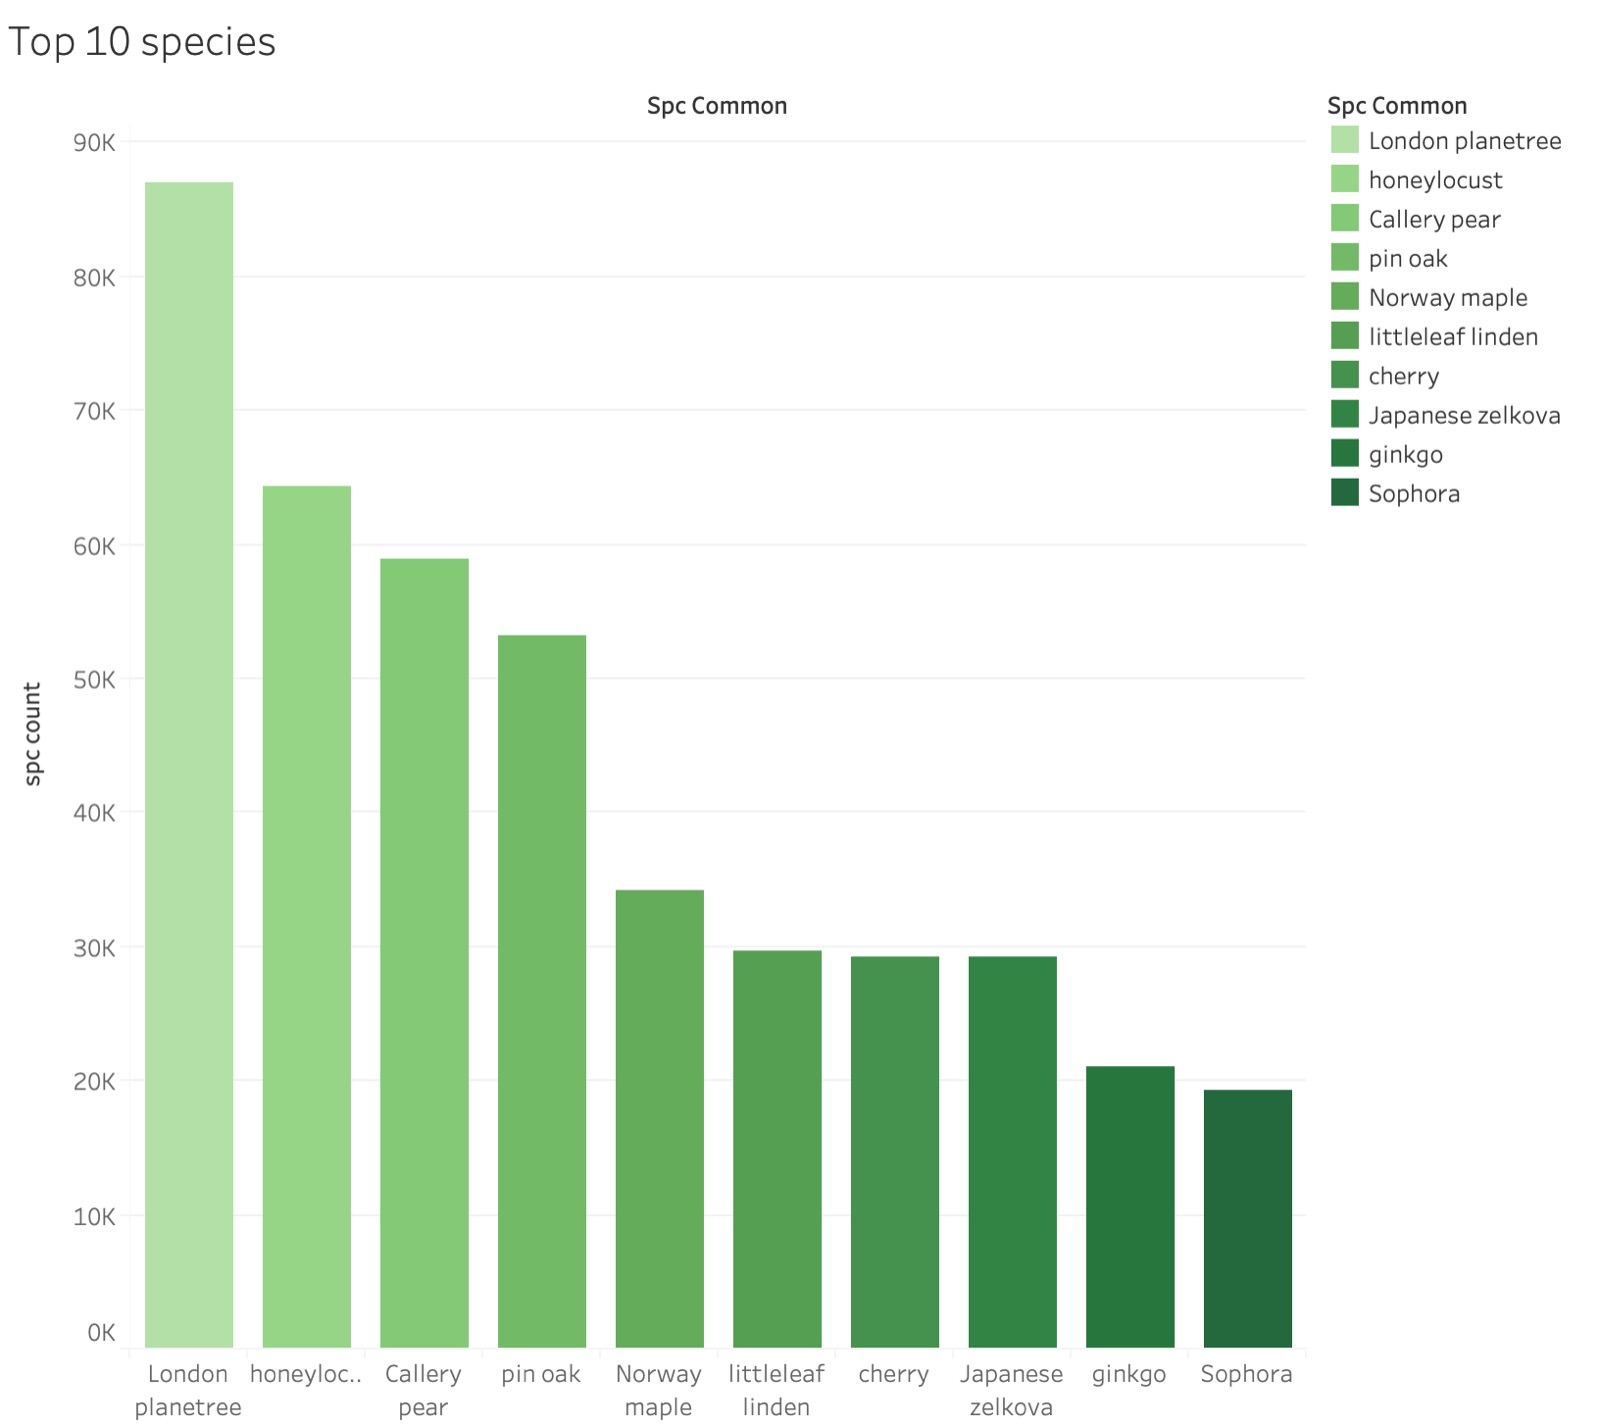 Top 10 species
Spc Common
Spc Common
London planetree
honeylocust
Callery pear
pin oak
Norway maple
littleleaf linden
cherry
Japanese zelkova
ginkgo
Sophora
90K
80K
70K
60K
50K
40K
30K
20K
10K
0K
spc count
London
planetree
honeyloc..
Callery
pear
pin oak
Norway
maple
littleleaf
linden
cherry
Japanese
zelkova
ginkgo
Sophora